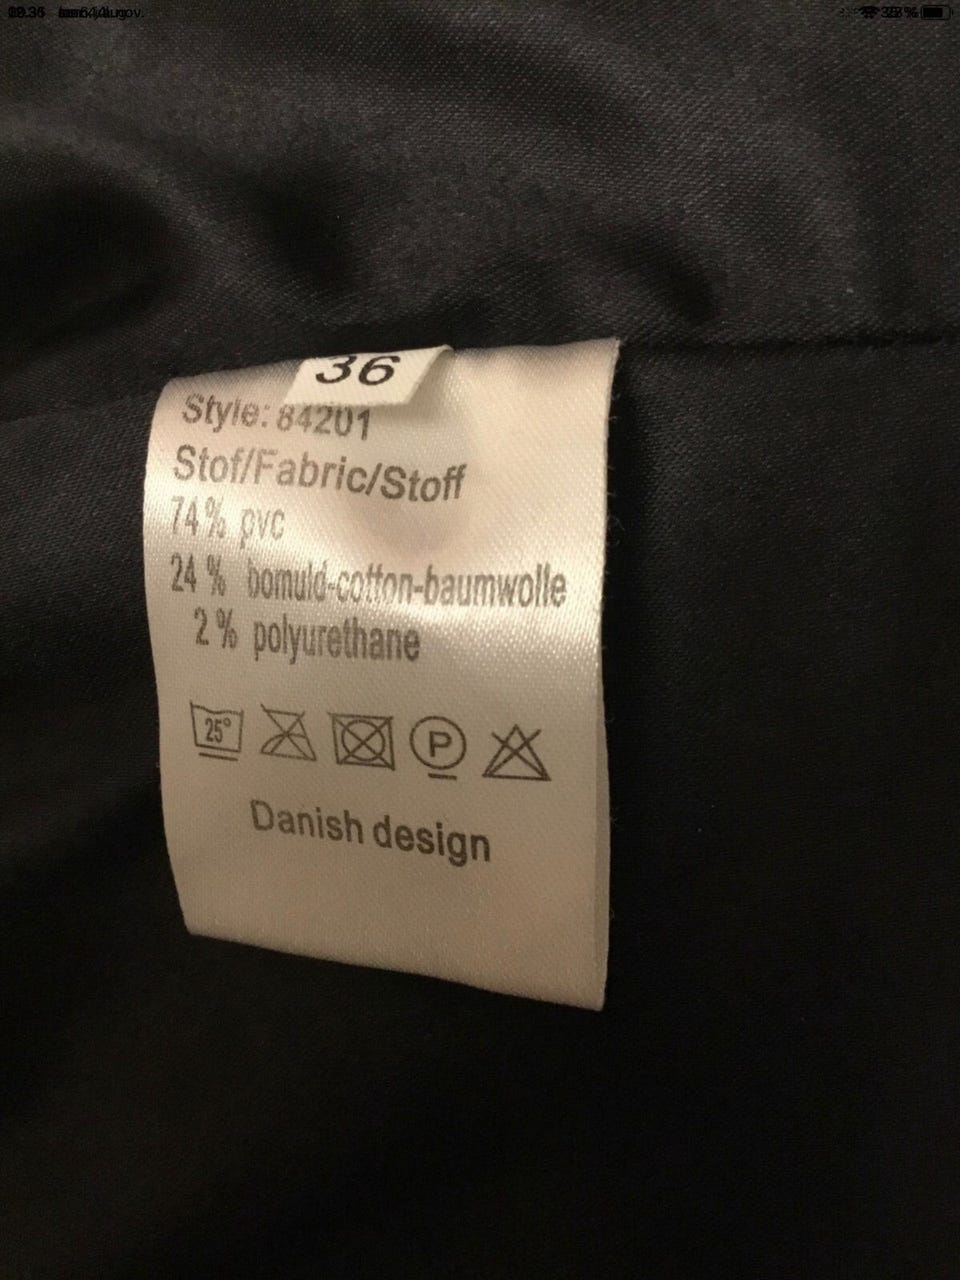 36
Style: 84201
Stof/Fabric/Stoff
74% pvc
24 % bomuld-cotton-baumwolle
2% polyurethane
25°
P
Danish design